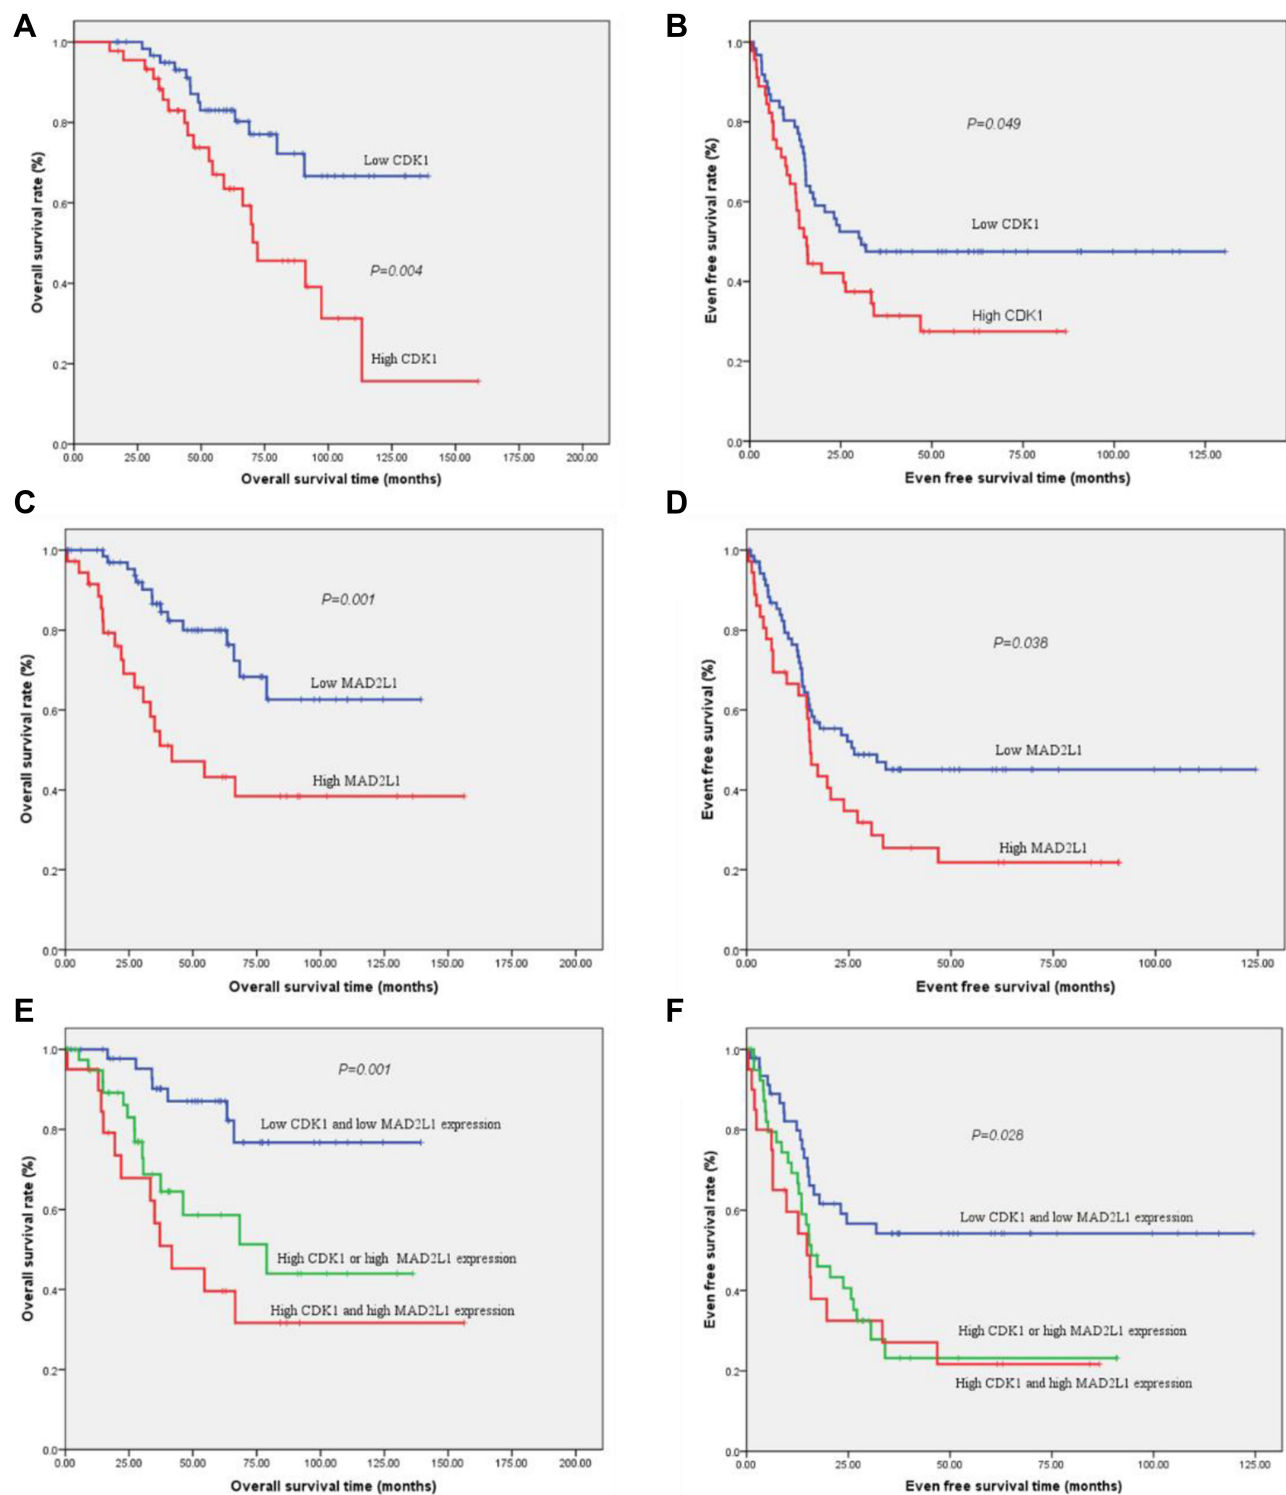 A
Overall survival rate (%)
1.0
0.8
0.6
0.4
0.2
0.0
Low CDK1
P=0.004
High CDK1
0.00 25.00 50.00 75.00 100.00 125.00 150.00 175.00 200.00
Overall survival time (months)
B
Even free survival rate (%)
1.0
0.8
0.6
0.4
0.2
0.0
P=0.049
Low CDK1
High CDK1
0.00 25.00 50.00 75.00 100.00 125.00
Even free survival time (months)
C
Overall survival rate (%)
1.0
0.8
0.6
0.4
0.2
0.0
P=0.001
Low MAD2L1
High MAD2L1
0.00 25.00 50.00 75.00 100.00 125.00 150.00 175.00 200.00
Overall survival time (months)
D
Event free survival (%)
1.0
0.8
0.6
0.4
0.2
0.0
P=0.038
Low MAD2L1
High MAD2L1
0.00 25.00 50.00 75.00 100.00 125.00
Event free survival (months)
E
Overall survival rate (%)
1.0
0.8
0.6
0.4
0.2
0.0
P=0.001
Low CDK1 and low MAD2L1 expression
High CDK1 or high MAD2L1 expression
High CDK1 and high MAD2L1 expression
0.00 25.00 50.00 75.00 100.00 125.00 150.00 175.00 200.00
Overall survival time (months)
F
Even free survival rate (%)
1.0
0.8
0.6
0.4
0.2
0.0
P=0.028
Low CDK1 and low MAD2L1 expression
High CDK1 or high MAD2L1 expression
High CDK1 and high MAD2L1 expression
0.00 25.00 50.00 75.00 100.00 125.00
Even free survival time (months)